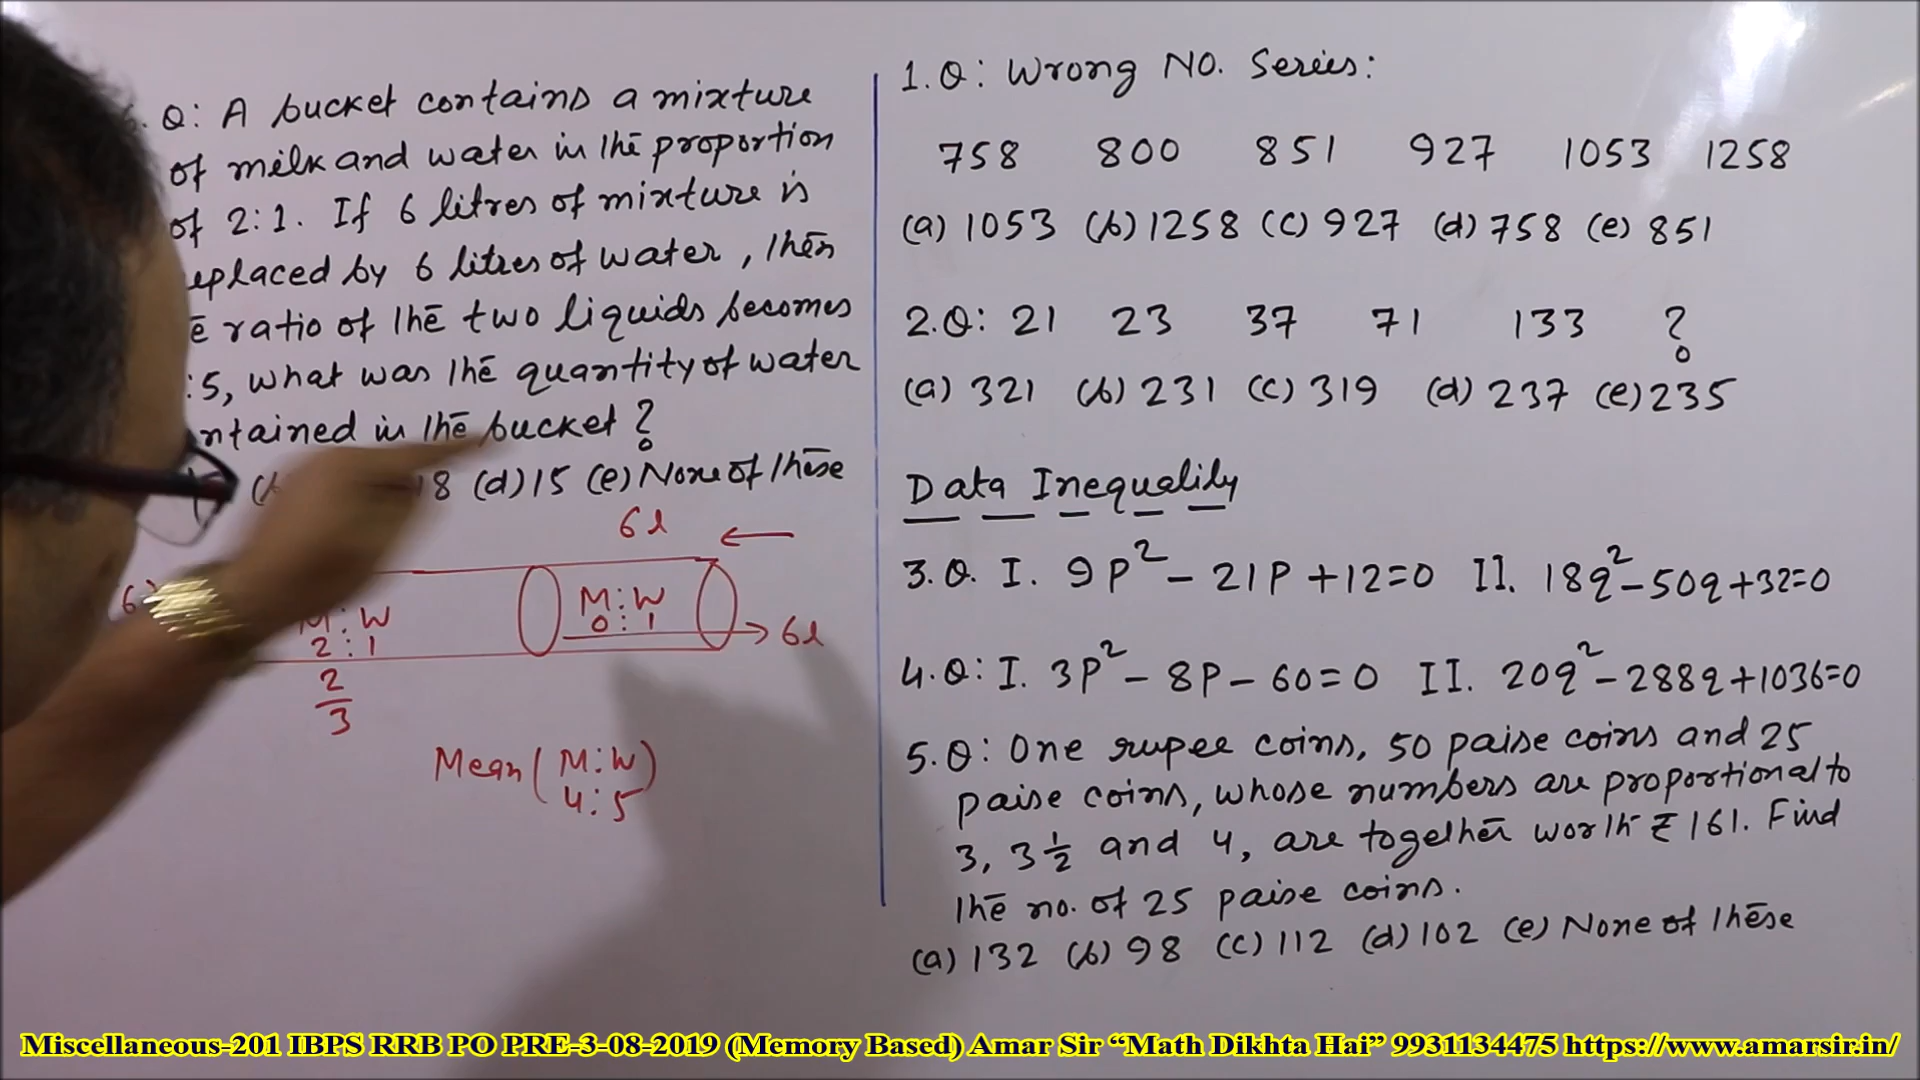 . Q: A bucket contains a mixture
of milk and water in the proportion
of 2:1. If 6 litres of mixture is
eplaced by 6 litres of water, then
e ratio of the two liquids becomes
:5, what was the quantity of water
ntained in the bucket?
18 (d) 15 (e) None of these
6l
M:W
2:1
2/3
M:W
0:1
6l
Mean (M:W)
4:5
1.Q: Wrong NO. Series:
758 800 851 927 1053 1258
(a) 1053 (b) 1258 (c) 927 (d) 758 (e) 851
2.Q: 21 23 37 71 133 ?
(a) 321 (b) 231 (c) 319 (d) 237 (e) 235
Data Inequality
3.Q. I. 9p² - 21p + 12 = 0 II. 18q² - 50q + 32 = 0
4.Q: I. 3p² - 8p - 60 = 0 II. 20q² - 288q + 1036 = 0
5.Q: One rupee coins, 50 paise coins and 25
paise coins, whose numbers are proportional to
3, 3 1/2 and 4, are together worth ₹ 161. Find
the no. of 25 paise coins.
(a) 132 (b) 98 (c) 112 (d) 102 (e) None of these
Miscellaneous-201 IBPS RRB PO PRE-3-08-2019 (Memory Based) Amar Sir “Math Dikhta Hai” 9931134475 https://www.amarsir.in/